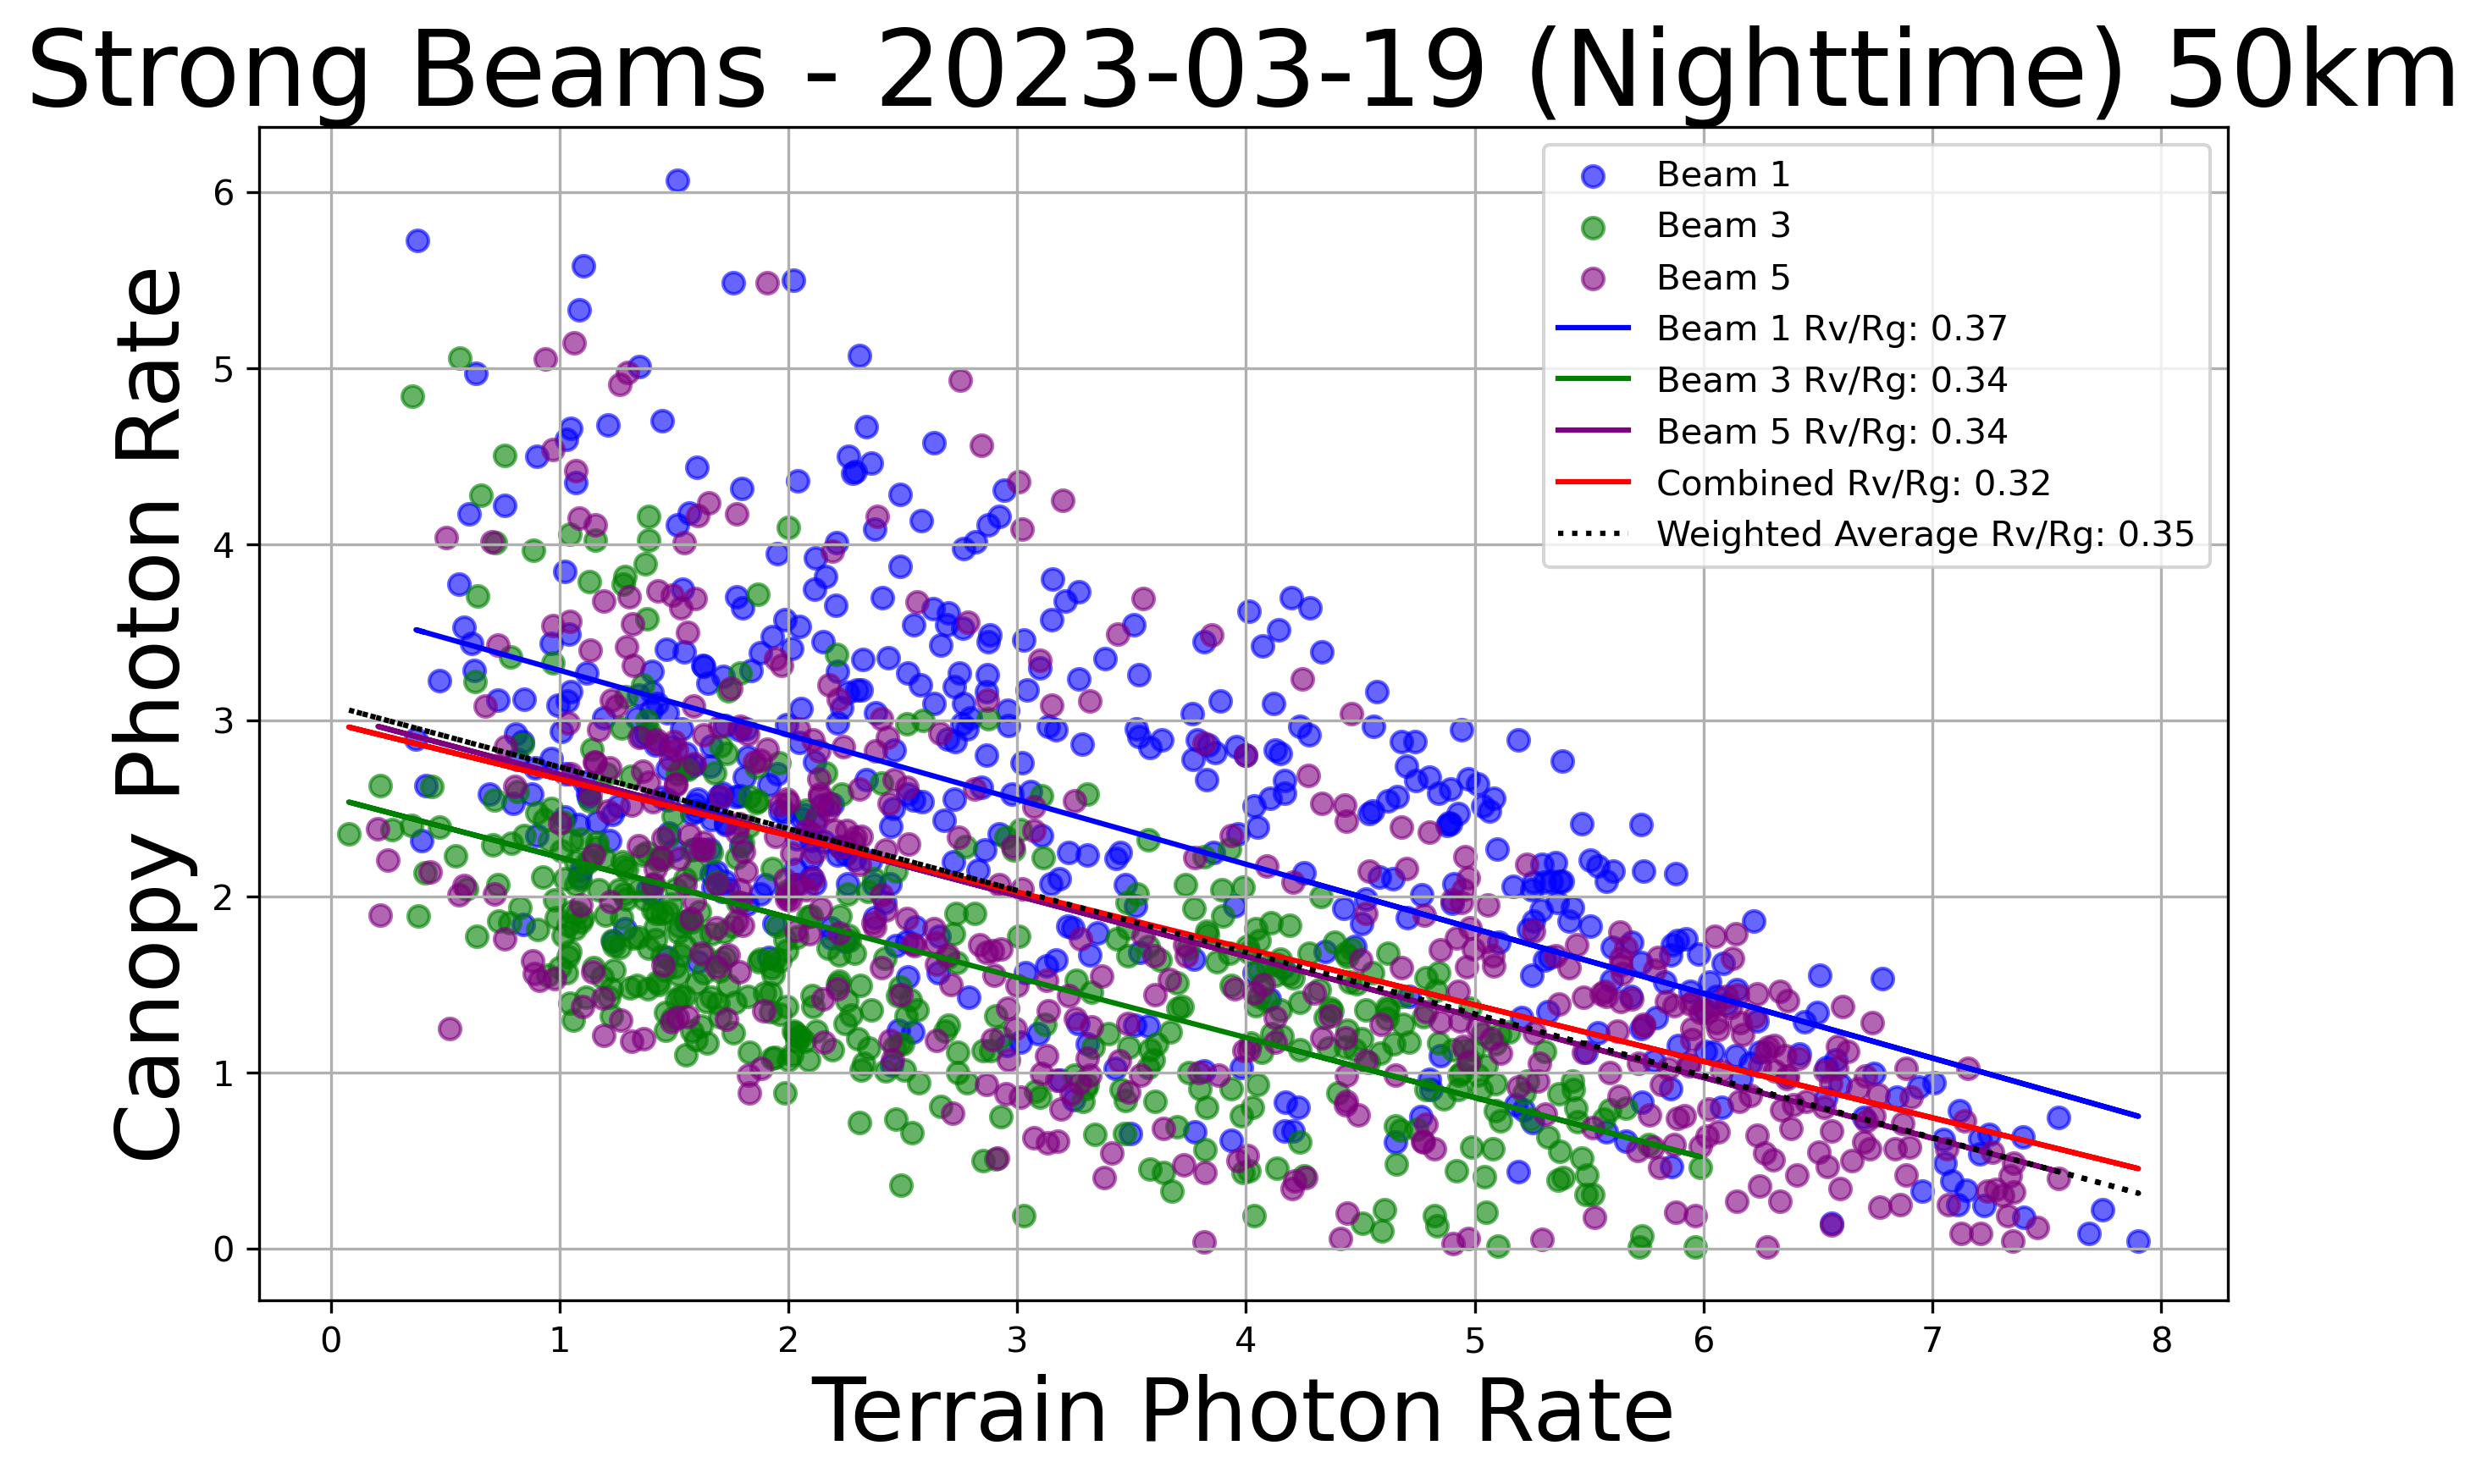 Strong Beams - 2023-03-19 (Nighttime) 50km
Canopy Photon Rate
6
5
4
3
2
1
0
Beam 1
Beam 3
Beam 5
Beam 1 Rv/Rg: 0.37
Beam 3 Rv/Rg: 0.34
Beam 5 Rv/Rg: 0.34
Combined Rv/Rg: 0.32
Weighted Average Rv/Rg: 0.35
0 1 2 3 4 5 6 7 8
Terrain Photon Rate